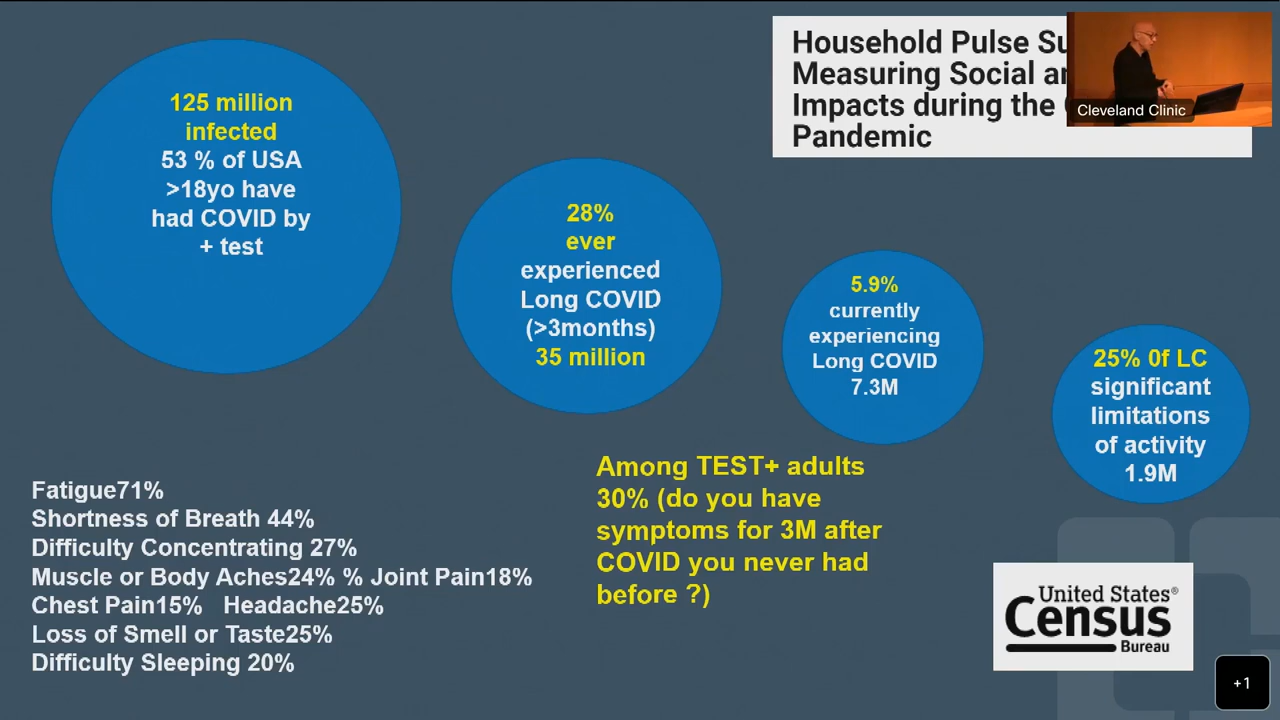 125 million
infected
53 % of USA
>18yo have
had COVID by
+ test
28%
ever
experienced
Long COVID
(>3months)
35 million
5.9%
currently
experiencing
Long COVID
7.3M
25% 0f LC
significant
limitations
of activity
1.9M
Household Pulse
Measuring Social
Impacts during the
Pandemic
Cleveland Clinic
Fatigue71%
Shortness of Breath 44%
Difficulty Concentrating 27%
Muscle or Body Aches24% % Joint Pain18%
Chest Pain15% Headache25%
Loss of Smell or Taste25%
Difficulty Sleeping 20%
Among TEST+ adults
30% (do you have
symptoms for 3M after
COVID you never had
before ?)
United States®
Census
Bureau
+1